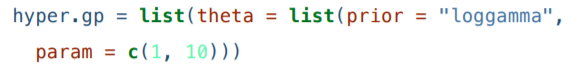 hyper.gp = list(theta = list(prior = "loggamma",
param = c(1, 10)))